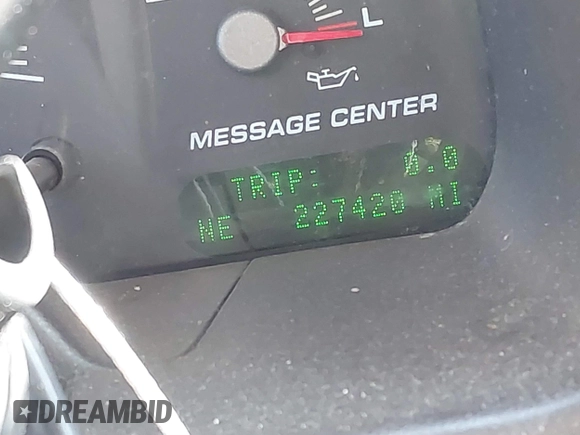 L
MESSAGE CENTER
TRIP: 0.0
NE 227420 MI
DREAMBID